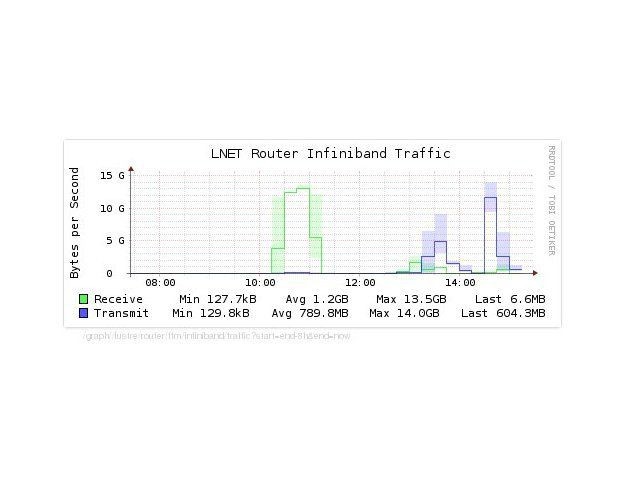 LNET Router Infiniband Traffic
RRDTOOL / TOBI OETIKER
Bytes per Second
15 G
10 G
5 G
0
08:00 10:00 12:00 14:00
Receive Min 127.7kB Avg 1.2GB Max 13.5GB Last 6.6MB
Transmit Min 129.8kB Avg 789.8MB Max 14.0GB Last 604.3MB